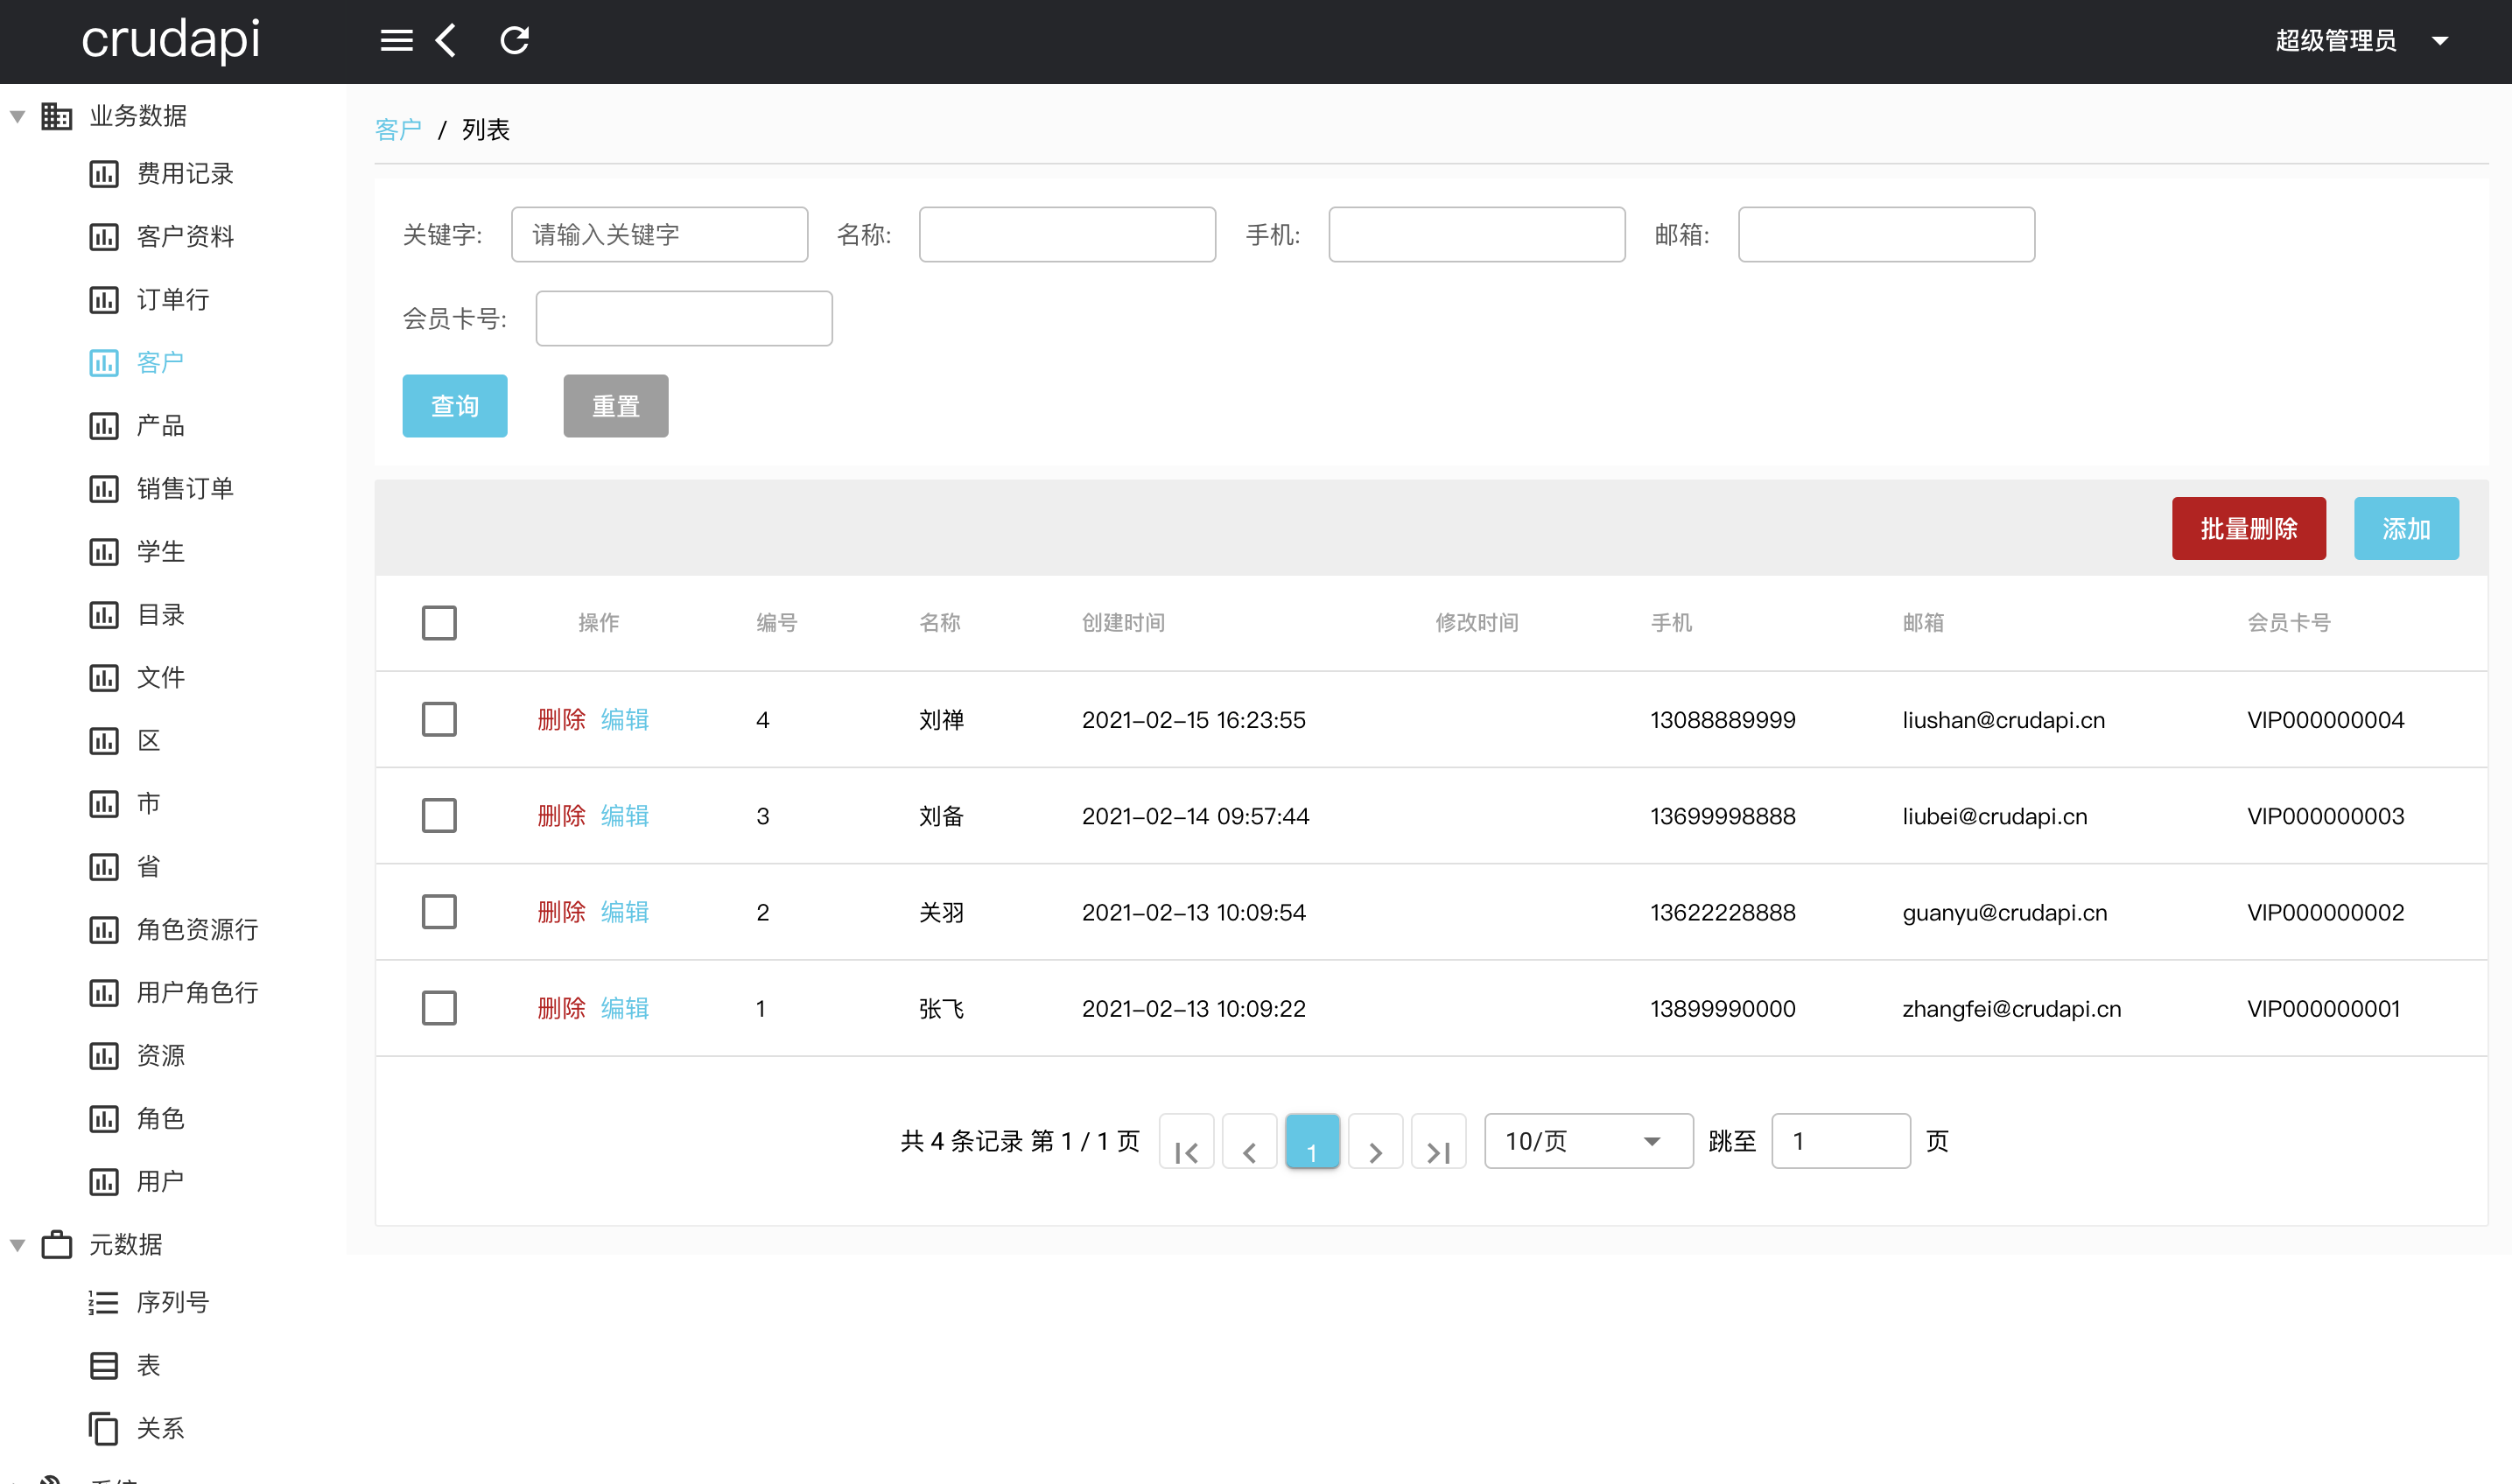 crudapi
超级管理员
业务数据
费用记录
客户资料
订单行
客户
产品
销售订单
学生
目录
文件
区
市
省
角色资源行
用户角色行
资源
角色
用户
元数据
序列号
表
关系
客户 / 列表
关键字: 请输入关键字 名称: 手机: 邮箱:
会员卡号:
查询 重置
批量删除 添加
操作 编号 名称 创建时间 修改时间 手机 邮箱 会员卡号
删除 编辑 4 刘禅 2021-02-15 16:23:55 13088889999 liushan@crudapi.cn VIP000000004
删除 编辑 3 刘备 2021-02-14 09:57:44 13699998888 liubei@crudapi.cn VIP000000003
删除 编辑 2 关羽 2021-02-13 10:09:54 13622228888 guanyu@crudapi.cn VIP000000002
删除 编辑 1 张飞 2021-02-13 10:09:22 13899990000 zhangfei@crudapi.cn VIP000000001
共 4 条记录 第 1 / 1 页 1 10/页 跳至 1 页